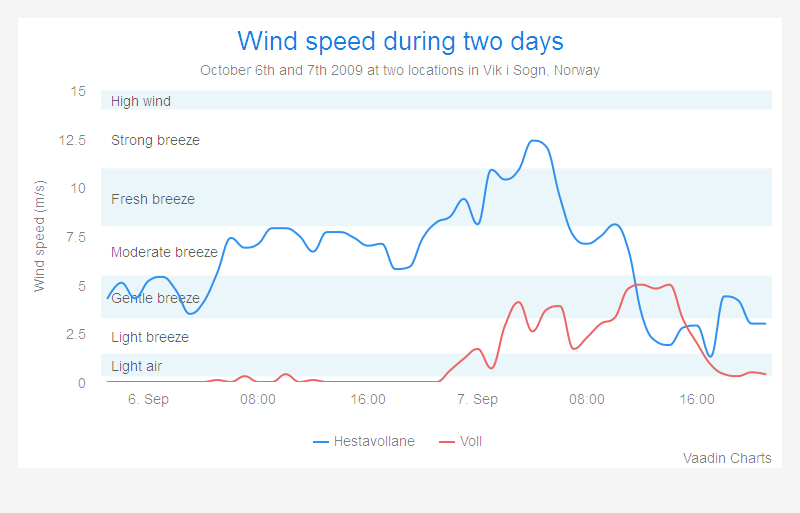 Wind speed during two days
October 6th and 7th 2009 at two locations in Vik i Sogn, Norway
Wind speed (m/s)
15
12.5
10
7.5
5
2.5
0
High wind
Strong breeze
Fresh breeze
Moderate breeze
Gentle breeze
Light breeze
Light air
6. Sep
08:00
16:00
7. Sep
08:00
16:00
Hestavollane
Voll
Vaadin Charts